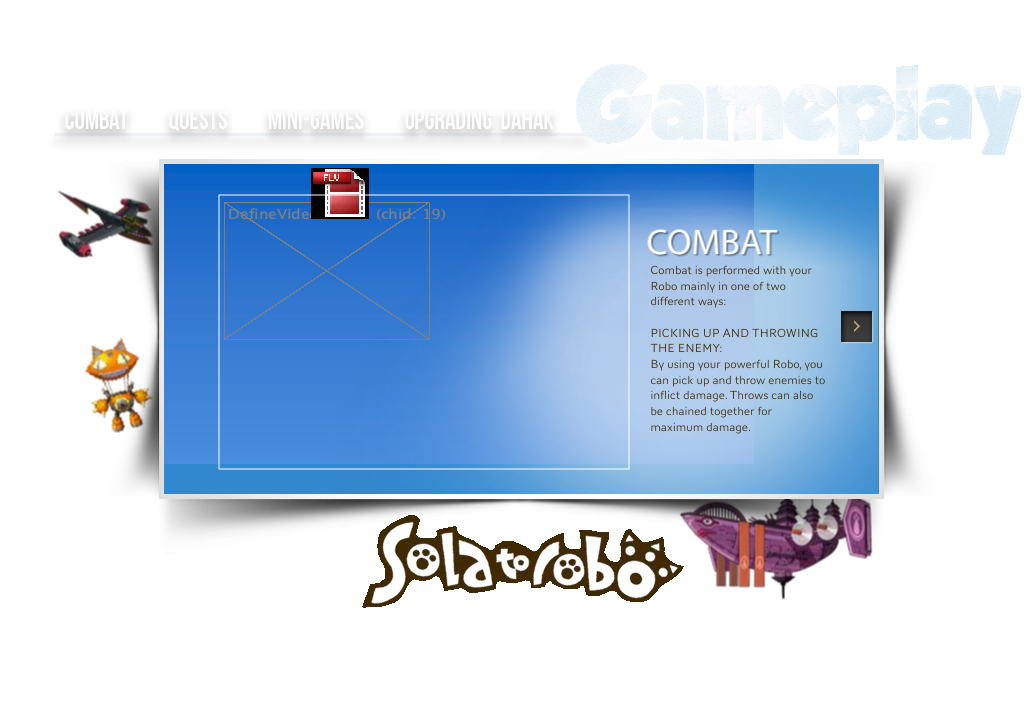 Gameplay
COMBAT QUESTS MINI-GAMES UPGRADING DAHAK
FLV
DefineVide (chid: 19)
COMBAT
Combat is performed with your
Robo mainly in one of two
different ways:
PICKING UP AND THROWING
THE ENEMY:
By using your powerful Robo, you
can pick up and throw enemies to
inflict damage. Throws can also
be chained together for
maximum damage.
Solatorobo